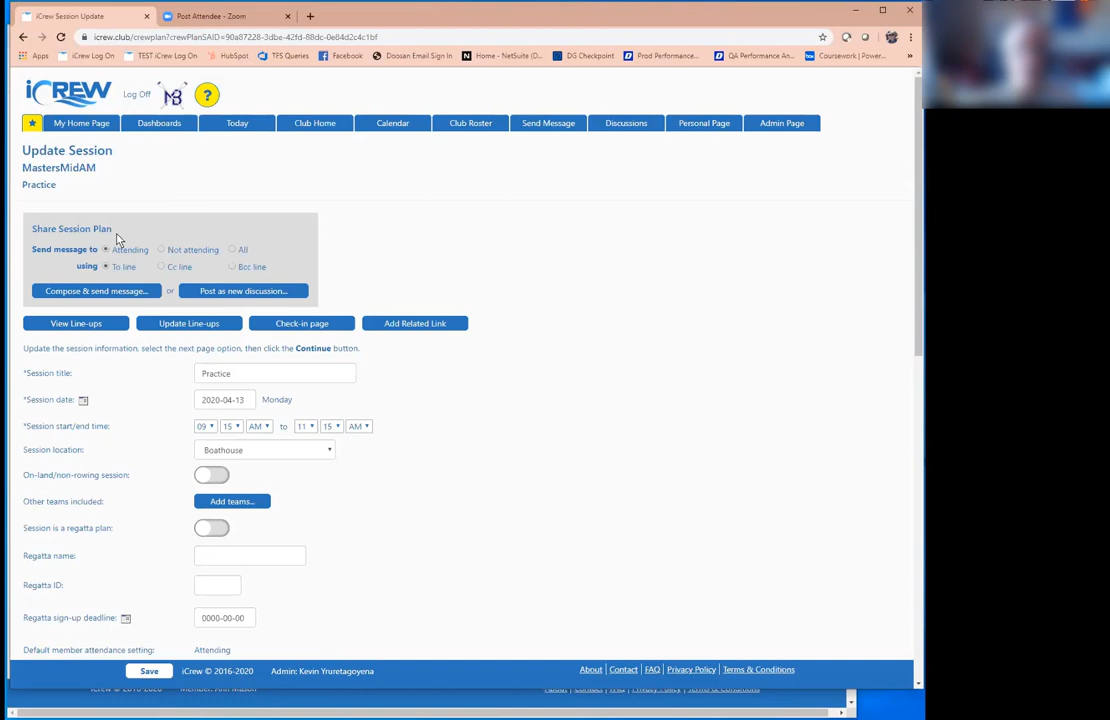 iCrew Session Update
Post Attendee - Zoom
icrew.club/crewplan?crewPlanSAID=90a87228-3dbe-42fd-88dc-0e64d2c4c1bf
Apps iCrew Log On TEST iCrew Log On HubSpot TFS Queries Facebook Doosan Email Sign In Home - NetSuite (D... DG Checkpoint Prod Performance... QA Performance An... Coursework | Power...
iCREW Log Off MB ?
My Home Page Dashboards Today Club Home Calendar Club Roster Send Message Discussions Personal Page Admin Page
Update Session
MastersMidAM
Practice
Share Session Plan
Send message to Attending Not attending All
using To line Cc line Bcc line
Compose & send message... or Post as new discussion...
View Line-ups Update Line-ups Check-in page Add Related Link
Update the session information, select the next page option, then click the Continue button.
*Session title: Practice
*Session date: 2020-04-13 Monday
*Session start/end time: 09 15 AM to 11 15 AM
Session location: Boathouse
On-land/non-rowing session:
Other teams included: Add teams...
Session is a regatta plan:
Regatta name:
Regatta ID:
Regatta sign-up deadline: 0000-00-00
Default member attendance setting: Attending
Save iCrew © 2016-2020 Admin: Kevin Yruretagoyena About Contact FAQ Privacy Policy Terms & Conditions